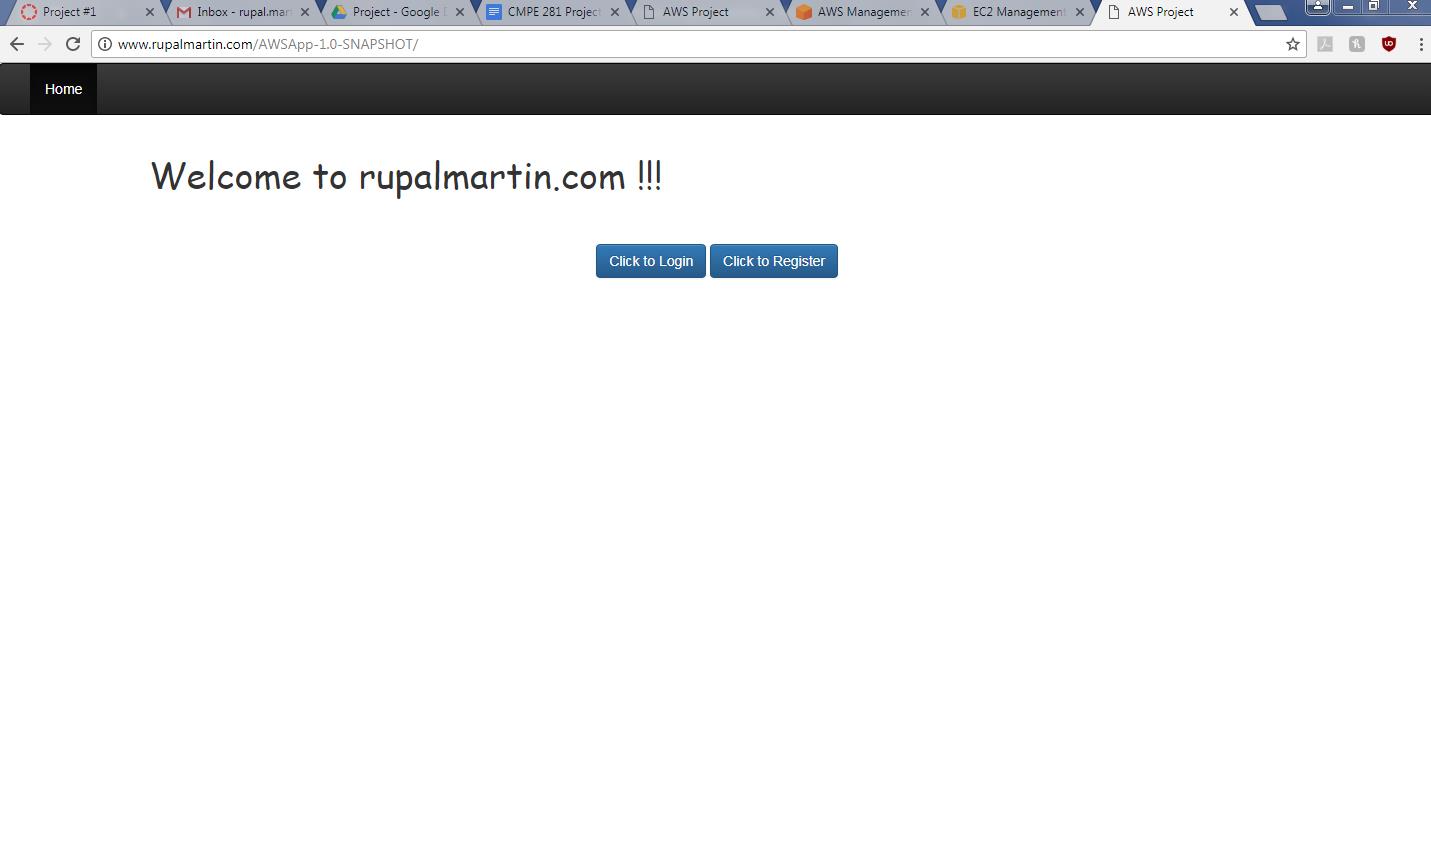 Project #1
Inbox - rupal.mar
Project - Google
CMPE 281 Project
AWS Project
AWS Managemen
EC2 Management
AWS Project
www.rupalmartin.com/AWSApp-1.0-SNAPSHOT/
Home
Welcome to rupalmartin.com !!!
Click to Login
Click to Register